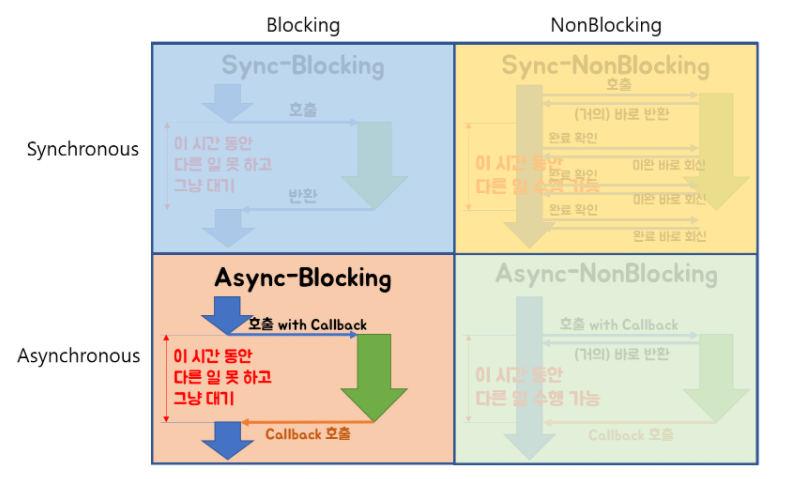 Blocking
NonBlocking
Synchronous
Sync-Blocking
호출
이 시간 동안
다른 일 못 하고
그냥 대기
반환
Sync-NonBlocking
호출
(거의) 바로 반환
완료 확인
미완 바로 회신
이 시간 동안
다른 일 수행 가능
완료 확인
미완 바로 회신
완료 확인
완료 바로 회신
Asynchronous
Async-Blocking
호출 with Callback
이 시간 동안
다른 일 못 하고
그냥 대기
Callback 호출
Async-NonBlocking
호출 with Callback
(거의) 바로 반환
이 시간 동안
다른 일 수행 가능
Callback 호출